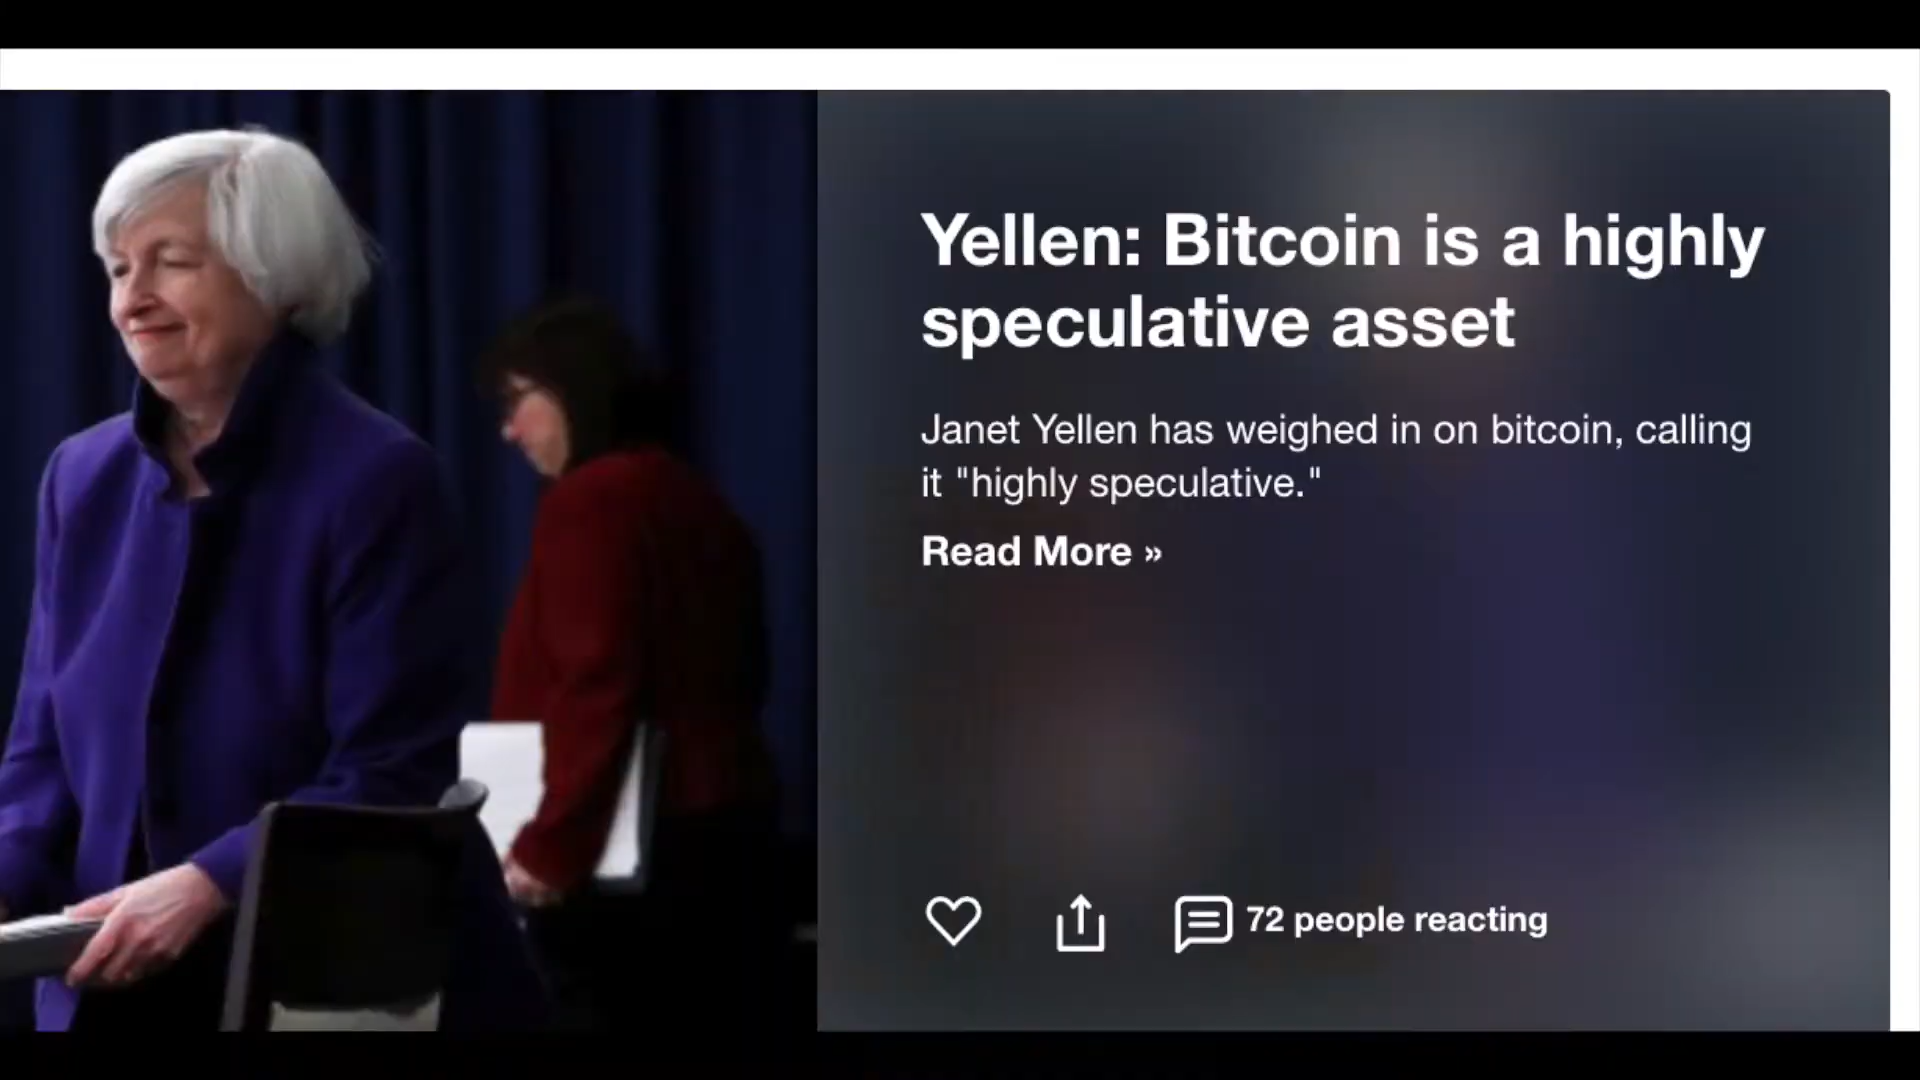 Yellen: Bitcoin is a highly
speculative asset
Janet Yellen has weighed in on bitcoin, calling
it "highly speculative."
Read More »
72 people reacting